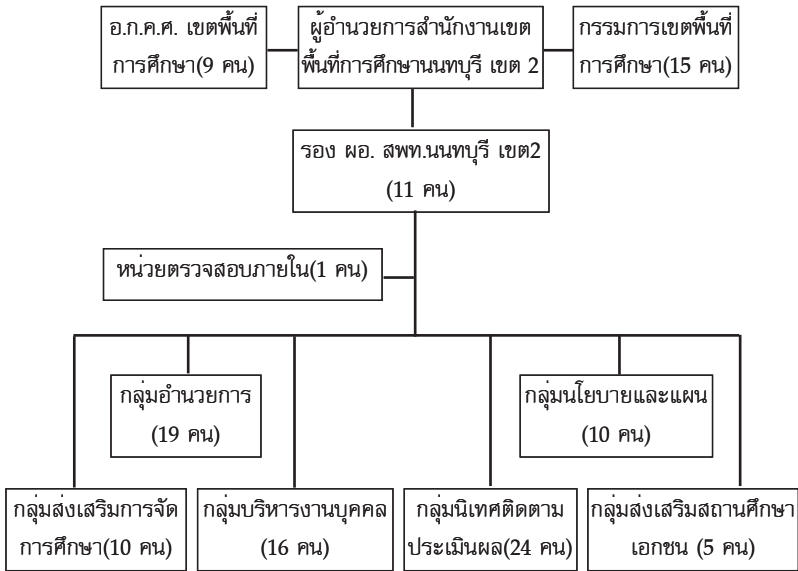 อ.ก.ค.ศ. เขตพื้นที่
การศึกษา(9 คน)
ผู้อำนวยการสำนักงานเขต
พื้นที่การศึกษานนทบุรี เขต 2
กรรมการเขตพื้นที่
การศึกษา(15 คน)
รอง ผอ. สพท.นนทบุรี เขต2
(11 คน)
หน่วยตรวจสอบภายใน(1 คน)
กลุ่มอำนวยการ
(19 คน)
กลุ่มนโยบายและแผน
(10 คน)
กลุ่มส่งเสริมการจัด
การศึกษา(10 คน)
กลุ่มบริหารงานบุคคล
(16 คน)
กลุ่มนิเทศติดตาม
ประเมินผล(24 คน)
กลุ่มส่งเสริมสถานศึกษา
เอกชน (5 คน)